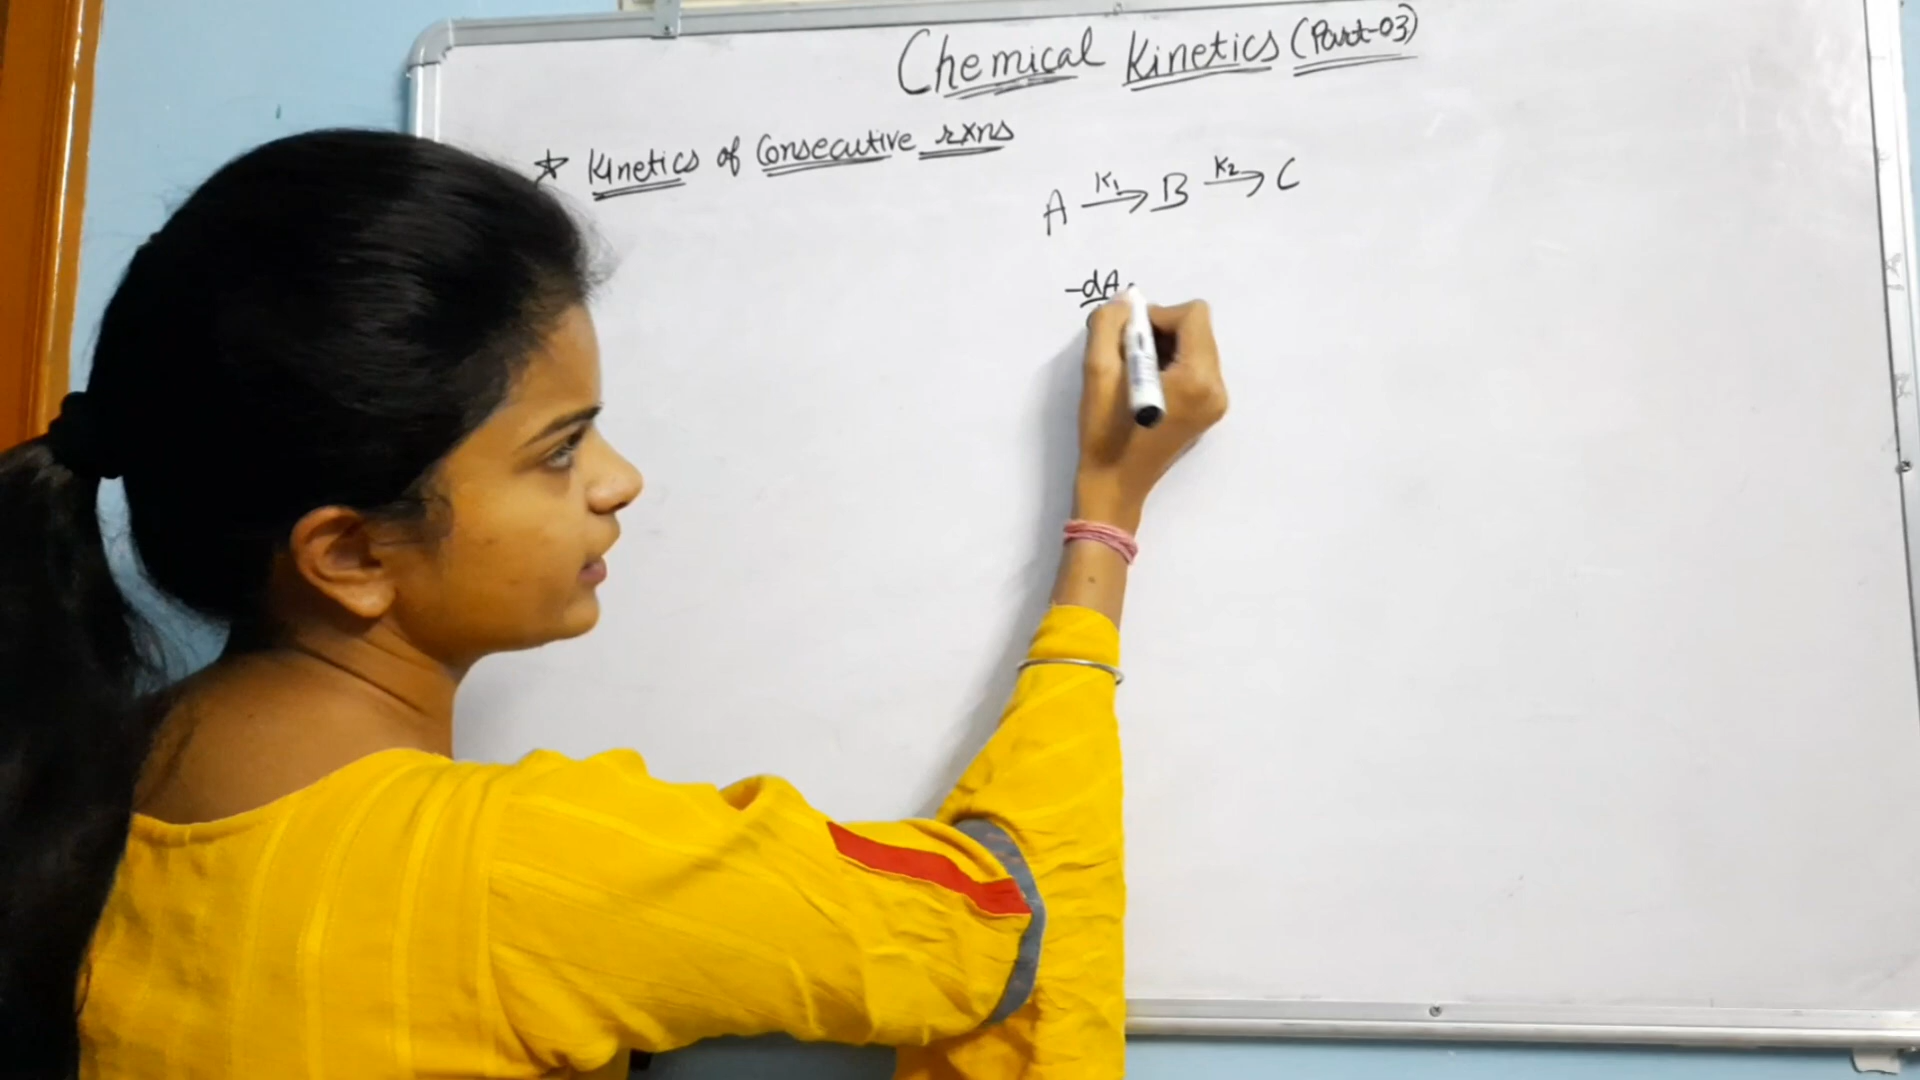 Chemical Kinetics (Part-03)
★ Kinetics of Consecutive rxns
A →K₁ B →K₂ C
-dA